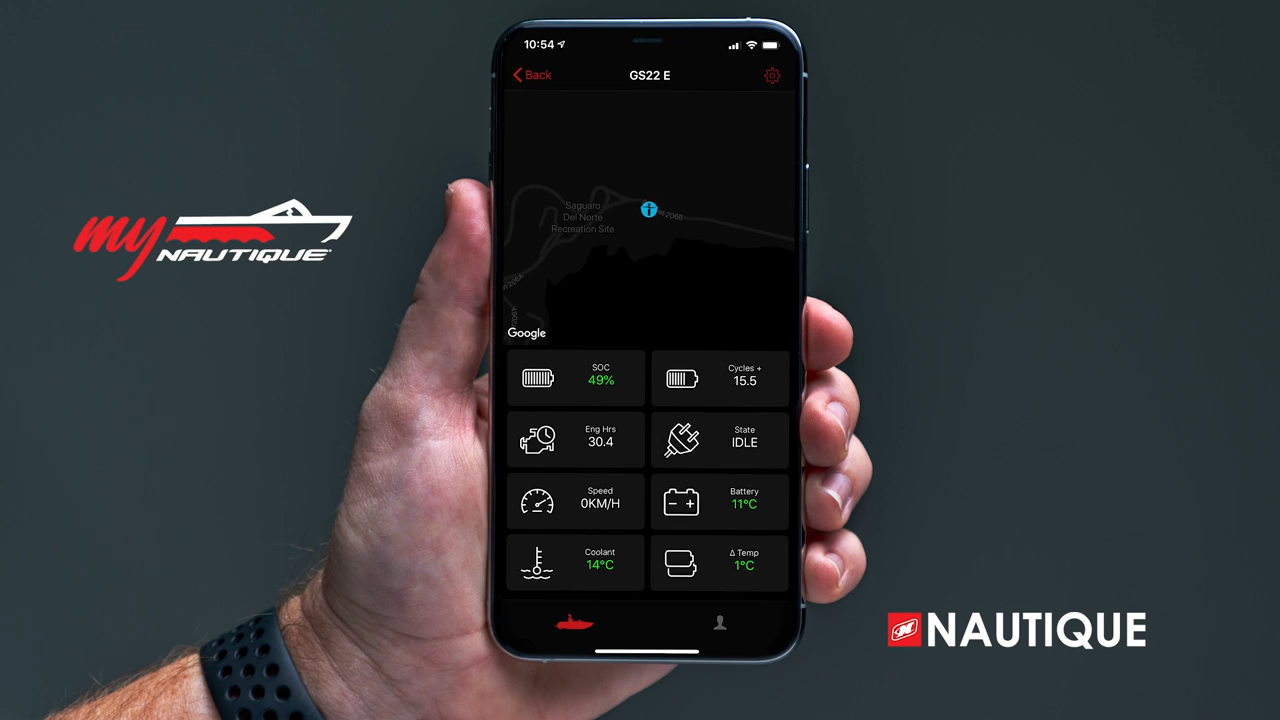 10:54
Back
GS22 E
Saguaro
Del Norte
Recreation Site
Google
SOC
49%
Cycles +
15.5
Eng Hrs
30.4
State
IDLE
Speed
0KM/H
Battery
11°C
Coolant
14°C
Δ Temp
1°C
my
NAUTIQUE
N NAUTIQUE